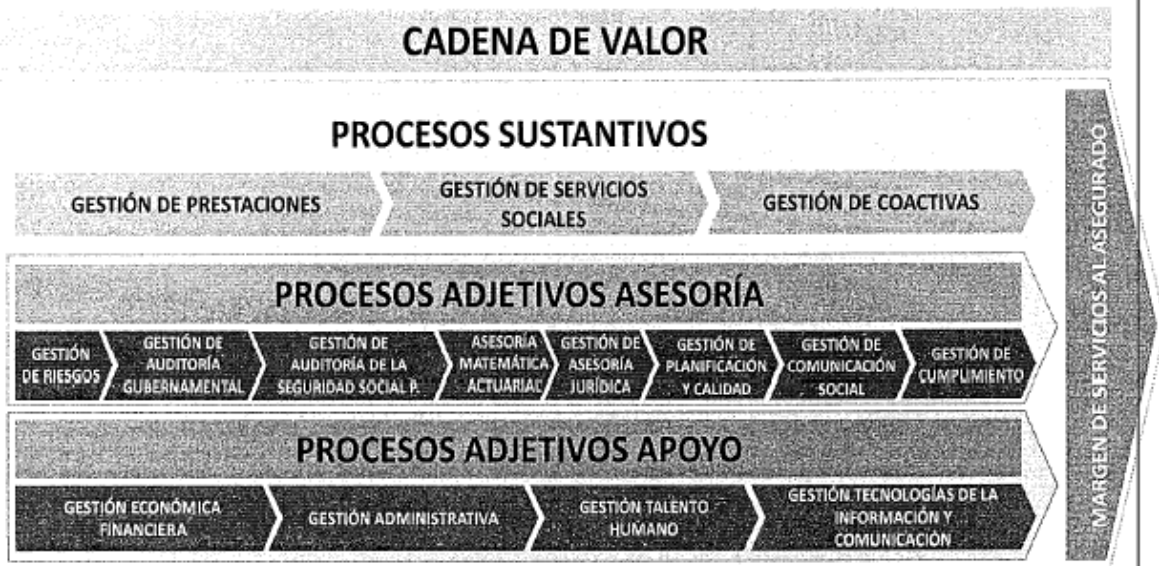 CADENA DE VALOR
PROCESOS SUSTANTIVOS
GESTIÓN DE PRESTACIONES
GESTIÓN DE SERVICIOS
SOCIALES
GESTIÓN DE COACTIVAS
PROCESOS ADJETIVOS ASESORÍA
GESTIÓN
DE RIESGOS
GESTIÓN DE
AUDITORÍA
GUBERNAMENTAL
GESTIÓN DE
AUDITORÍA DE LA
SEGURIDAD SOCIAL P.
ASESORÍA
MATEMÁTICA
ACTUARIAL
GESTIÓN DE
ASESORÍA
JURÍDICA
GESTIÓN DE
PLANIFICACIÓN
Y CALIDAD
GESTIÓN DE
COMUNICACIÓN
SOCIAL
GESTIÓN DE
CUMPLIMIENTO
PROCESOS ADJETIVOS APOYO
GESTIÓN ECONÓMICA
FINANCIERA
GESTIÓN ADMINISTRATIVA
GESTIÓN TALENTO
HUMANO
GESTIÓN TECNOLOGÍAS DE LA
INFORMACIÓN Y
COMUNICACIÓN
MARGEN DE SERVICIOS AL ASEGURADO